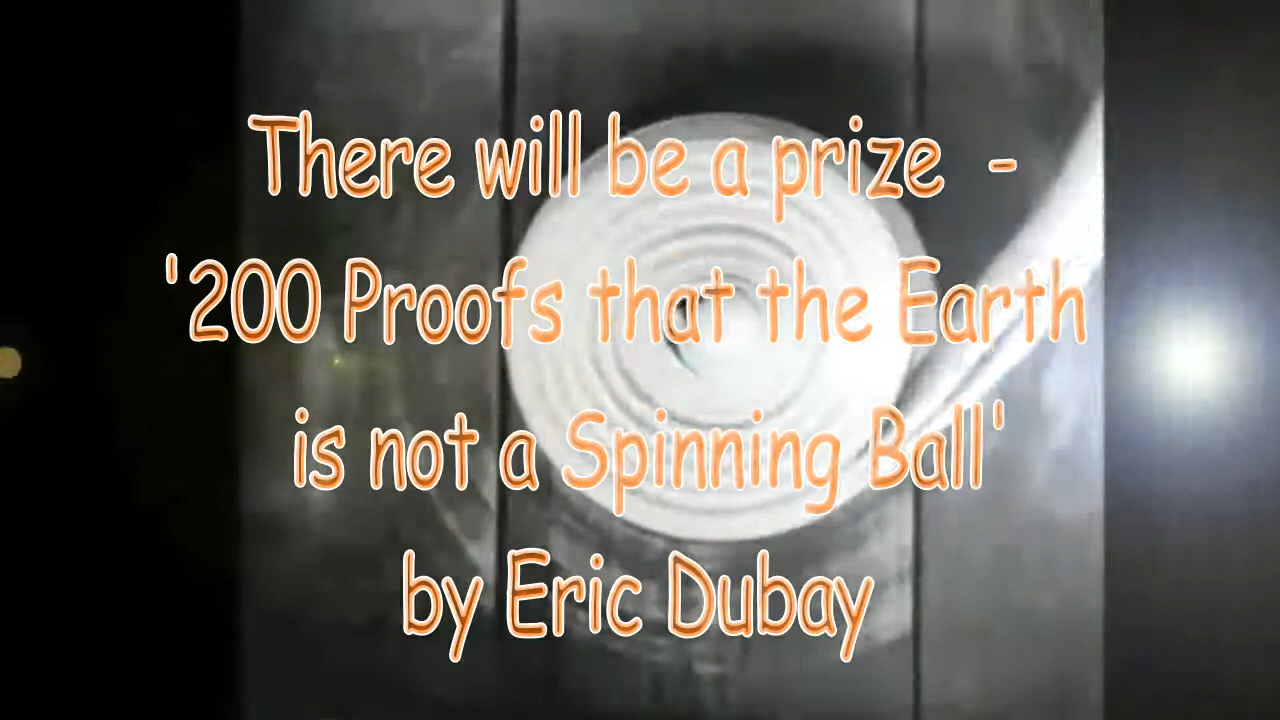 There will be a prize -
'200 Proofs that the Earth
is not a Spinning Ball'
by Eric Dubay